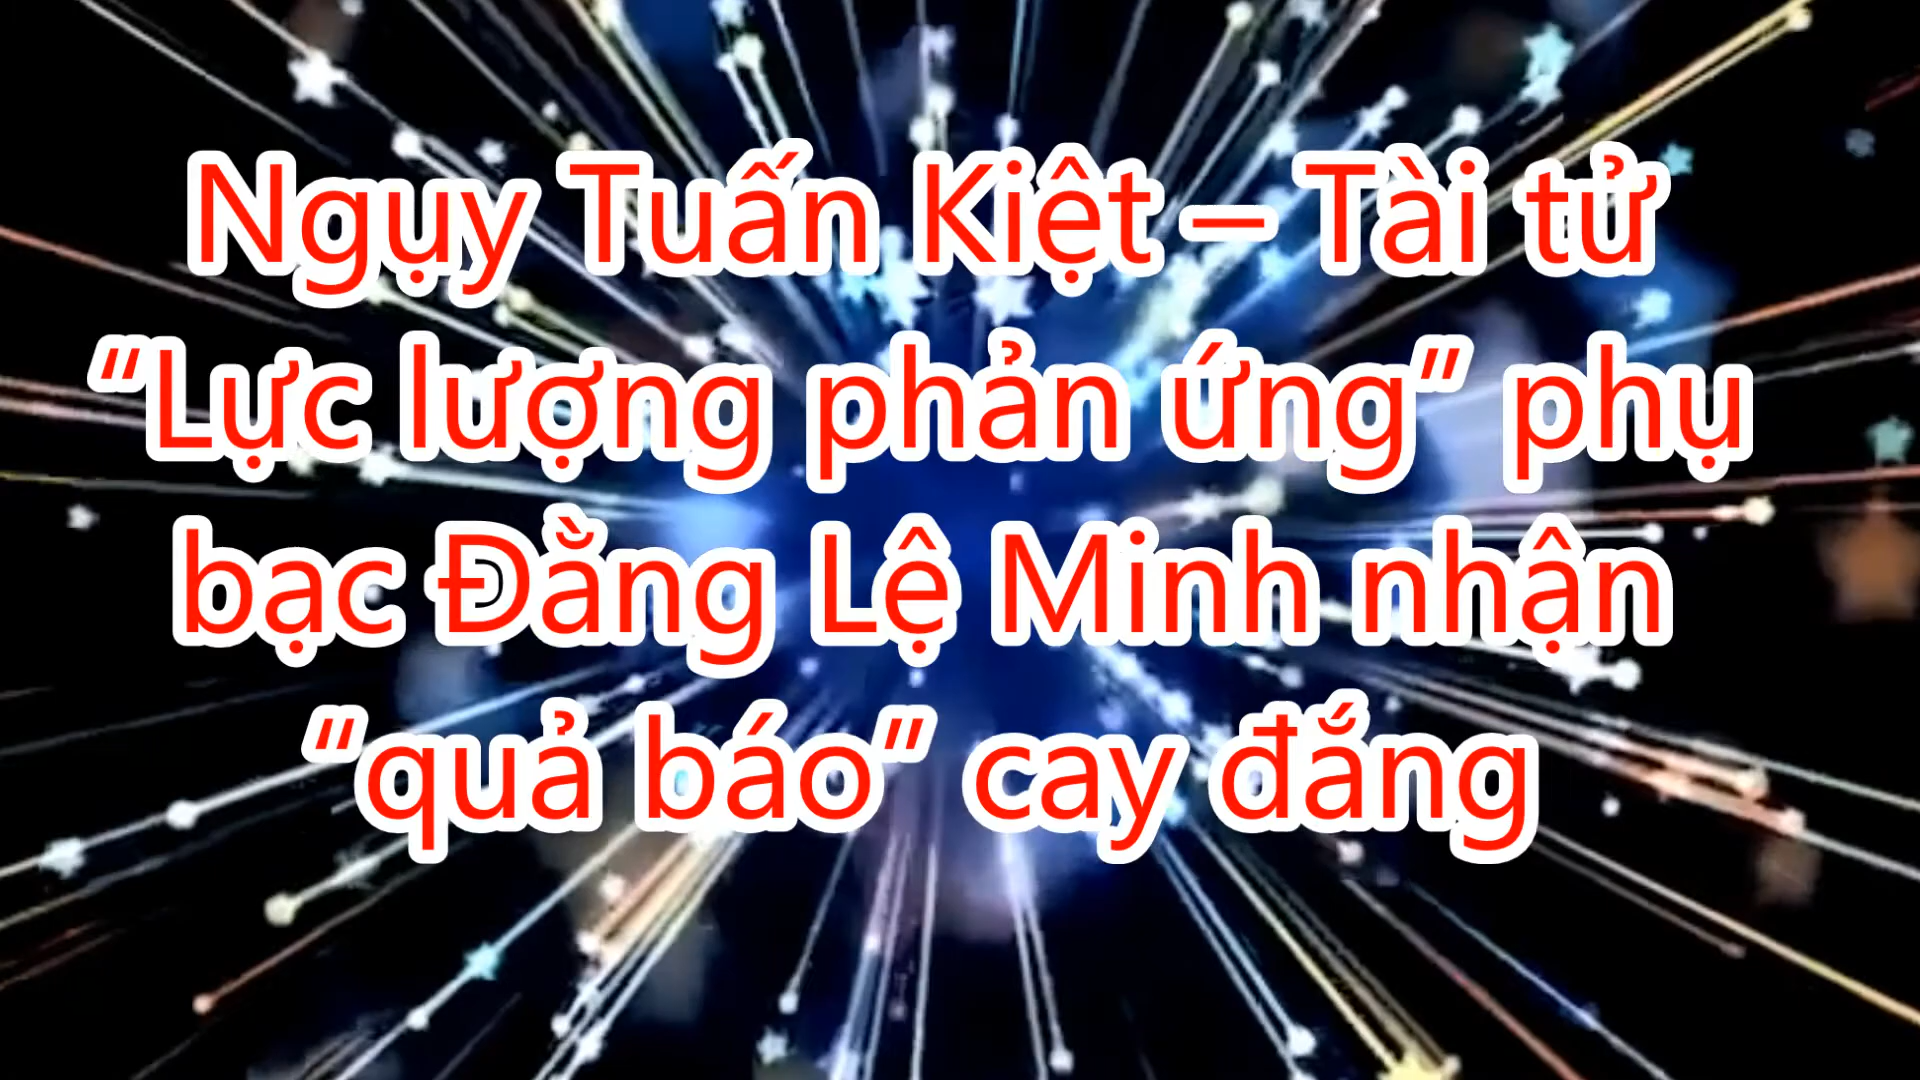 Ngụy Tuấn Kiệt – Tài tử
"Lực lượng phản ứng" phụ
bạc Đằng Lệ Minh nhận
"quả báo" cay đắng